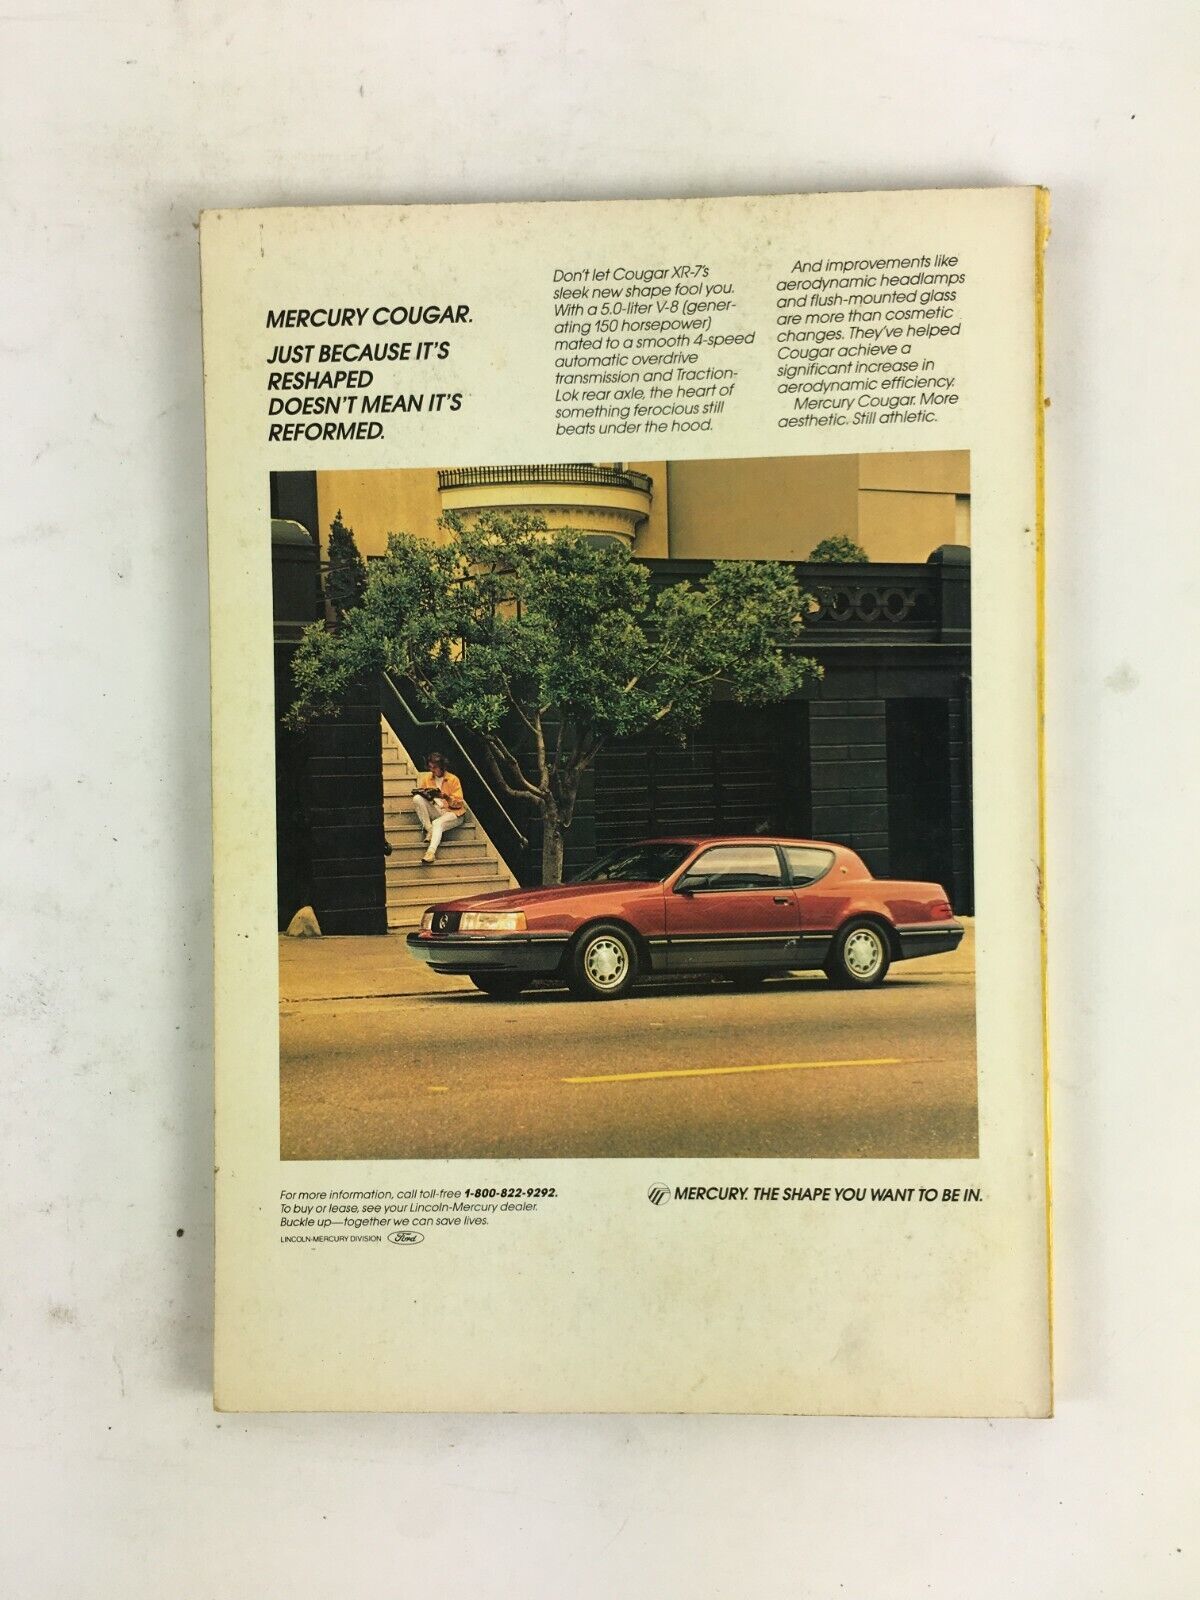 MERCURY COUGAR.
JUST BECAUSE IT'S
RESHAPED
DOESN'T MEAN IT'S
REFORMED.
Don't let Cougar XR-7's
sleek new shape fool you.
With a 5.0-liter V-8 (gener-
ating 150 horsepower)
mated to a smooth 4-speed
automatic overdrive
transmission and Traction-
Lok rear axle, the heart of
something ferocious still
beats under the hood.
And improvements like
aerodynamic headlamps
and flush-mounted glass
are more than cosmetic
changes. They've helped
Cougar achieve a
significant increase in
aerodynamic efficiency.
Mercury Cougar. More
aesthetic. Still athletic.
For more information, call toll-free 1-800-822-9292.
To buy or lease, see your Lincoln-Mercury dealer.
Buckle up—together we can save lives.
LINCOLN-MERCURY DIVISION Ford
MERCURY. THE SHAPE YOU WANT TO BE IN.